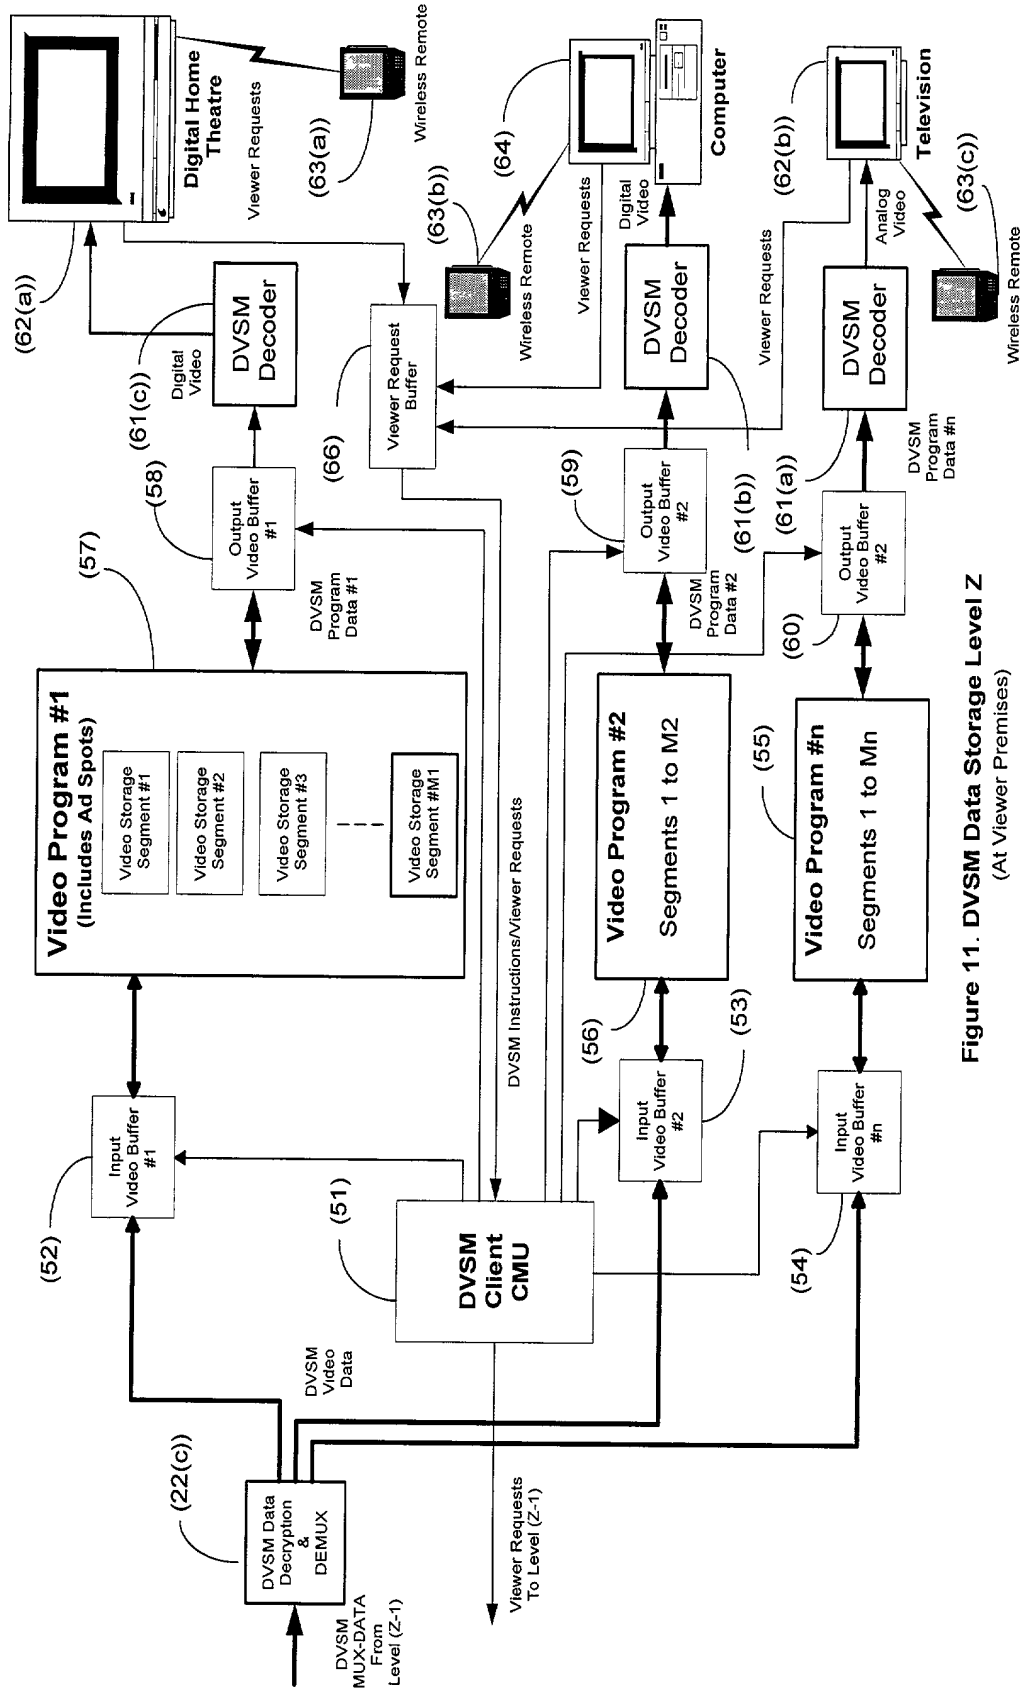 DVSM
MUX-DATA
From
Level (Z-1)
DVSM Data
Decryption
&
DEMUX
(22(c))
DVSM
Video
Data
Viewer Requests
To Level (Z-1)
DVSM
Client
CMU
(51)
Input
Video Buffer
#1
(52)
Input
Video Buffer
#2
(53)
Input
Video Buffer
#n
(54)
Video Program #1
(Includes Ad Spots)
Video Storage
Segment #1
Video Storage
Segment #2
Video Storage
Segment #3
Video Storage
Segment #M1
(57)
DVSM Instructions/Viewer Requests
Video Program #2
Segments 1 to M2
(56)
Video Program #n
Segments 1 to Mn
(55)
DVSM
Program
Data #1
Output
Video Buffer
#1
(58)
DVSM
Program
Data #2
Output
Video Buffer
#2
(59)
Output
Video Buffer
#2
(60)
DVSM
Program
Data #n
Viewer Request
Buffer
(66)
DVSM
Decoder
(61(c))
Digital
Video
DVSM
Decoder
(61(b))
Digital
Video
DVSM
Decoder
(61(a))
Analog
Video
(62(a))
Digital Home
Theatre
Viewer Requests
(63(a))
Wireless Remote
(63(b))
Wireless Remote
Viewer Requests
(64)
Computer
Viewer Requests
(62(b))
Television
(63(c))
Wireless Remote
Figure 11. DVSM Data Storage Level Z
(At Viewer Premises)